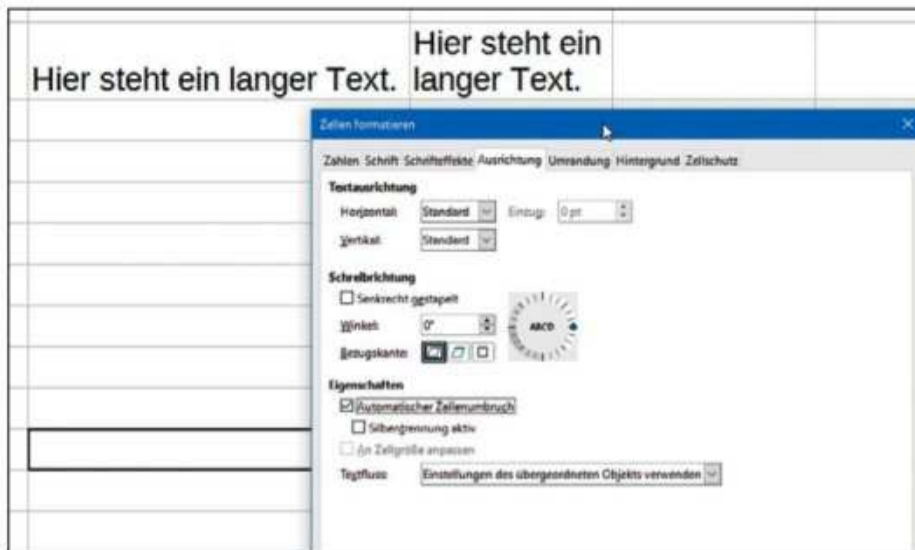 Hier steht ein langer Text.
Hier steht ein
langer Text.
Zellen formatieren
Zahlen Schrift Schrifteffekte Ausrichtung Umrandung Hintergrund Zellschutz
Textausrichtung
Horizontal: Standard Einzug: 0 pt
Vertikal: Standard
Schreibrichtung
Senkrecht gestapelt
Winkel: 0°
ABCD
Bezugskante:
Eigenschaften
Automatischer Zeilenumbruch
Silbentrennung aktiv
An Zellgröße anpassen
Textfluss: Einstellungen des übergeordneten Objekts verwenden